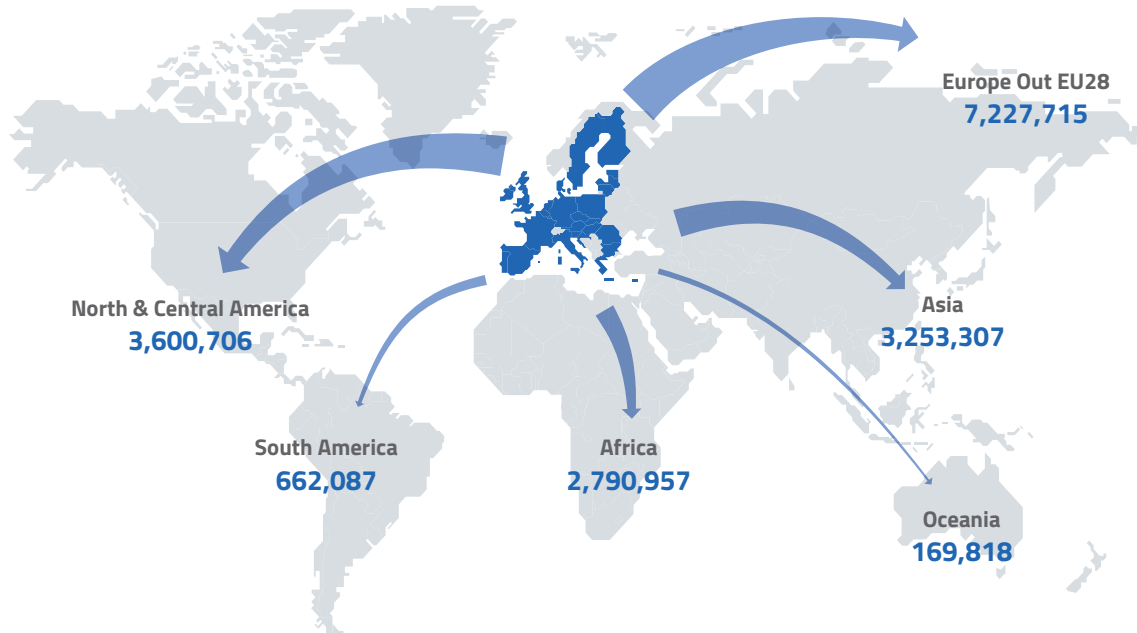 Europe Out EU28
7,227,715
North & Central America
3,600,706
Asia
3,253,307
South America
662,087
Africa
2,790,957
Oceania
169,818